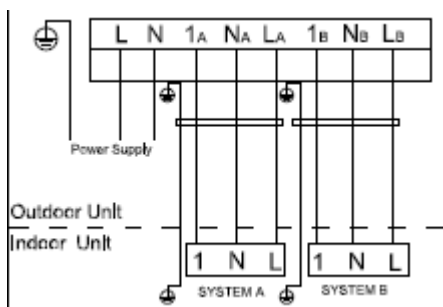 L N 1A NA LA 1B NB LB
Power Supply
Outdoor Unit
Indoor Unit
1 N L 1 N L
SYSTEM A SYSTEM B